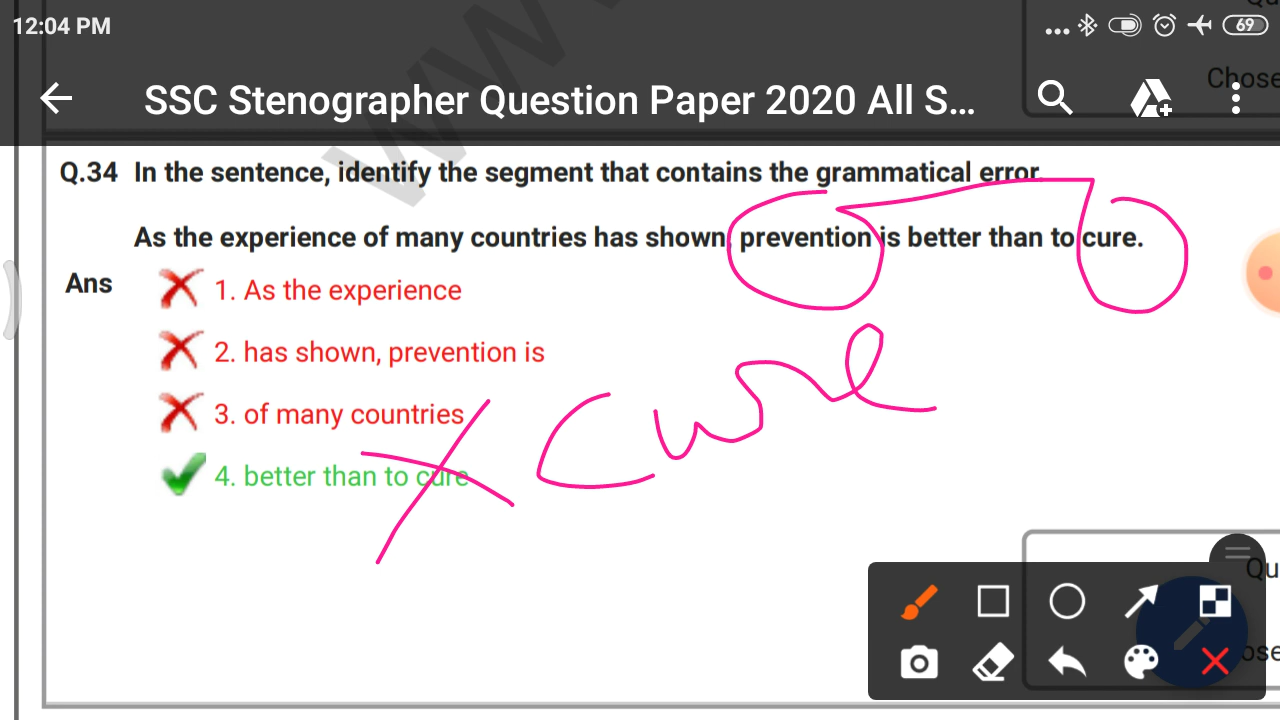 12:04 PM
69
SSC Stenographer Question Paper 2020 All S...
Chose
Q.34 In the sentence, identify the segment that contains the grammatical error.
As the experience of many countries has shown, prevention is better than to cure.
Ans
1. As the experience
2. has shown, prevention is
3. of many countries
4. better than to cure
cure
Qu
ose